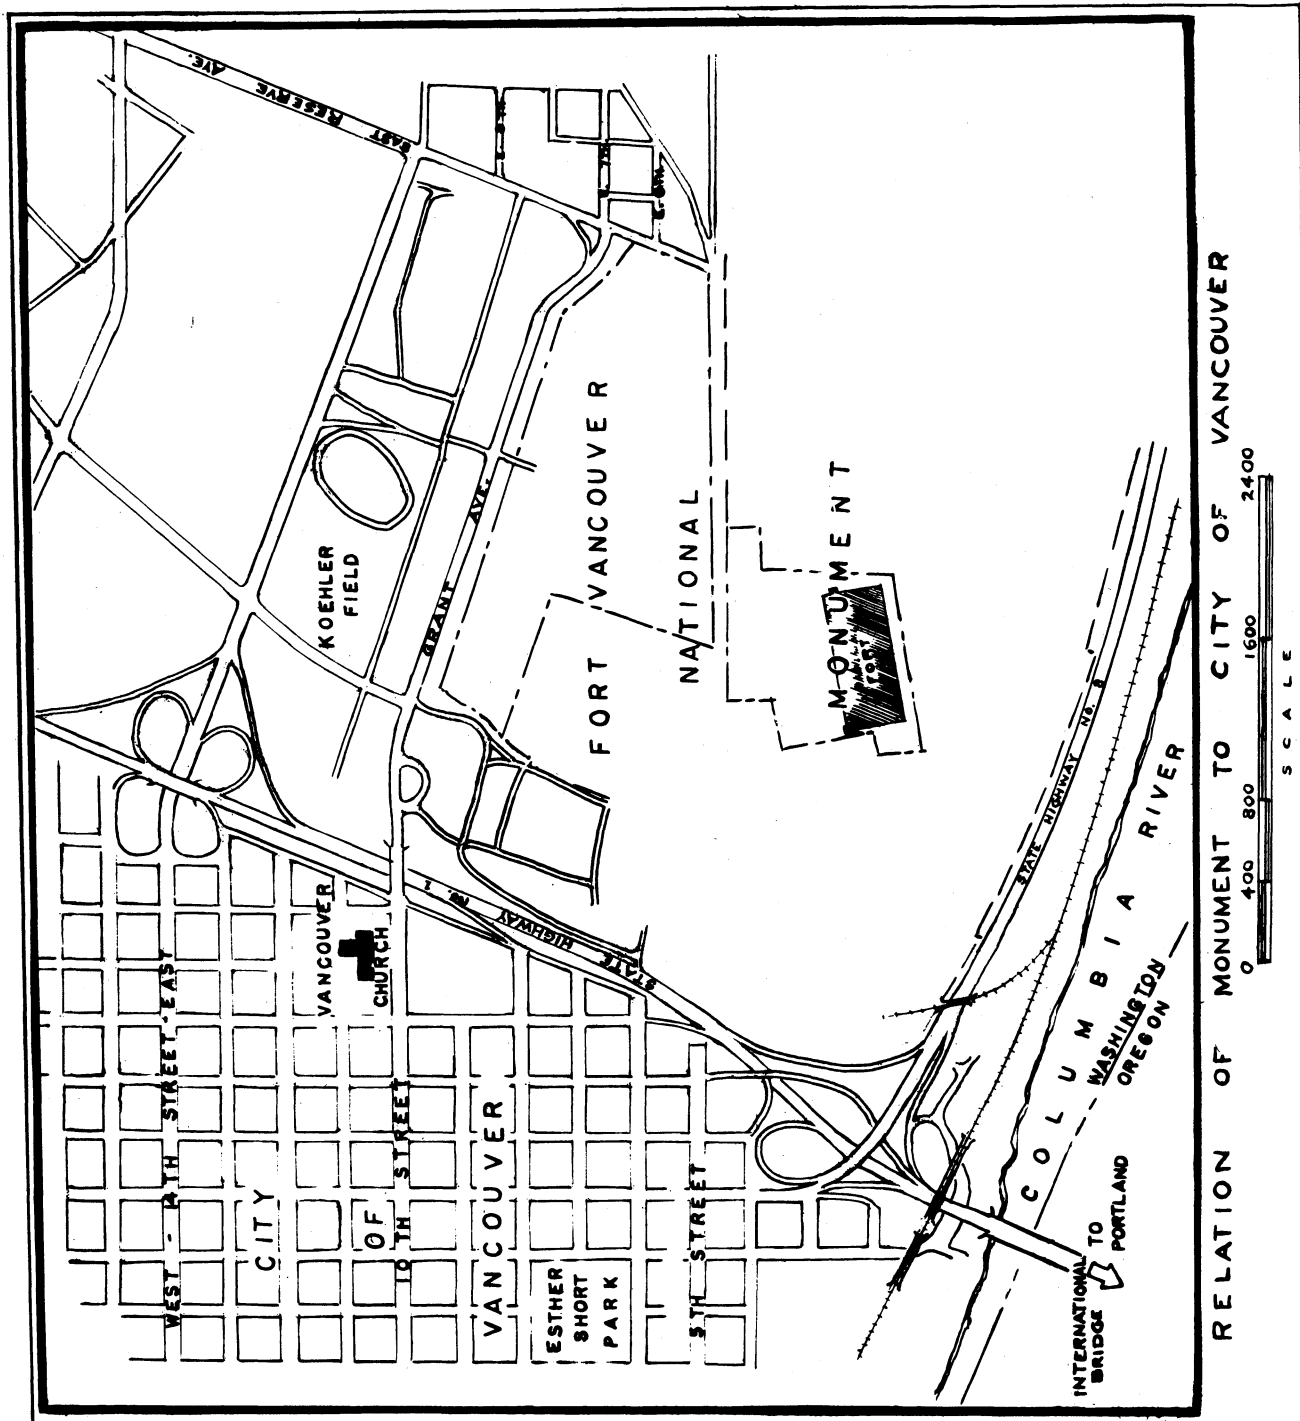 EAST RESERVE AVE.
E. 7TH.
KOEHLER
FIELD
GRANT AVE.
FORT VANCOUVER
NATIONAL
MONUMENT
FORT
STATE HIGHWAY NO. 8
COLUMBIA RIVER
WASHINGTON
OREGON
STATE HIGHWAY NO. 1
VANCOUVER
CHURCH
WEST - 14TH STREET - EAST
CITY
OF
VANCOUVER
10TH STREET
ESTHER
SHORT
PARK
5TH STREET
INTERNATIONAL
BRIDGE
TO
PORTLAND
RELATION OF MONUMENT TO CITY OF VANCOUVER
0 400 800 1600 2400
SCALE